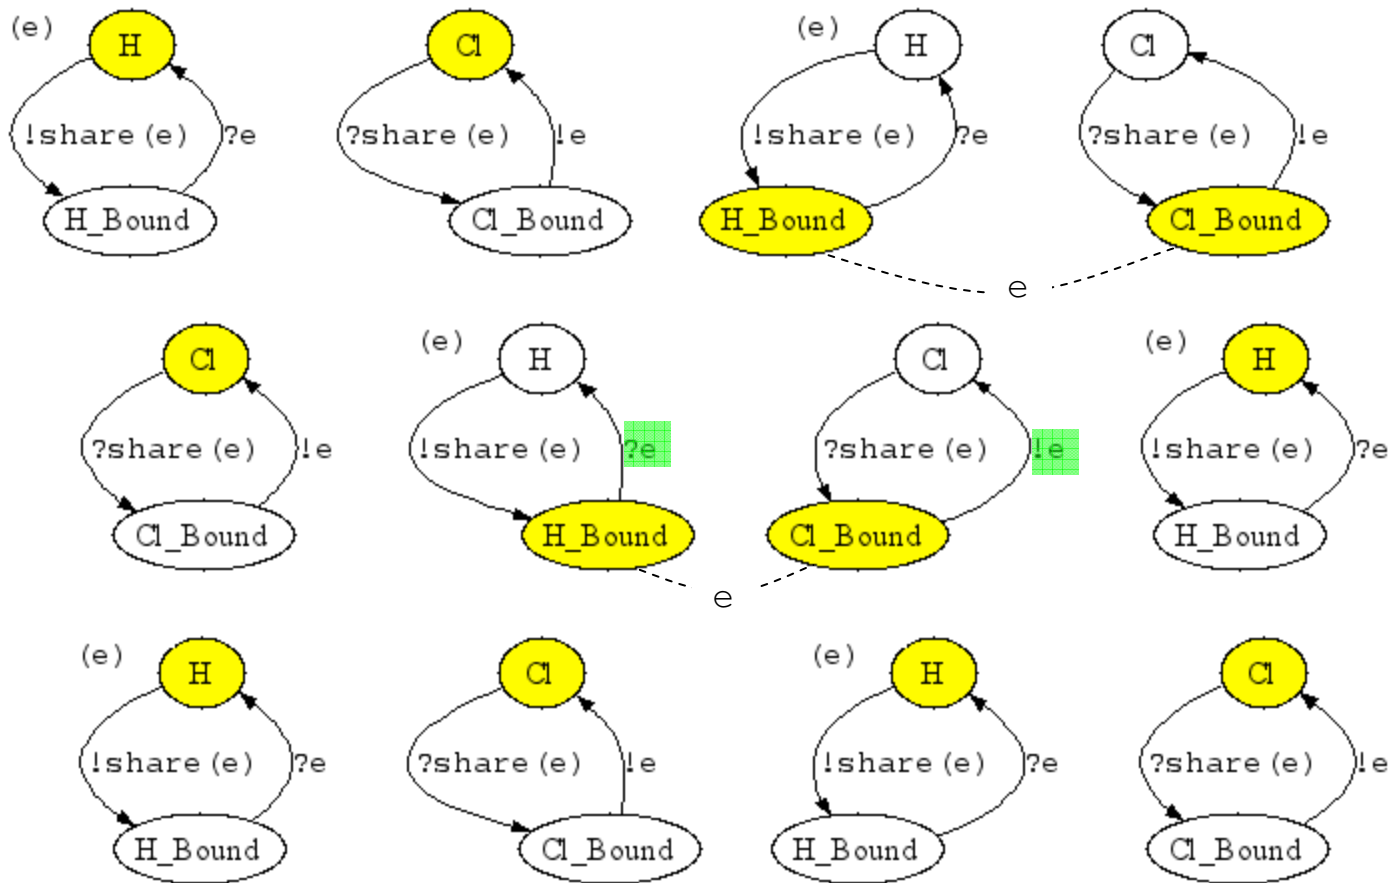 (e) H Cl (e) H Cl
!share(e) ?e ?share(e) !e !share(e) ?e ?share(e) !e
H_Bound Cl_Bound H_Bound Cl_Bound
e
Cl (e) H Cl (e) H
?share(e) !e !share(e) ?e ?share(e) !e !share(e) ?e
Cl_Bound H_Bound Cl_Bound H_Bound
e
(e) H Cl (e) H Cl
!share(e) ?e ?share(e) !e !share(e) ?e ?share(e) !e
H_Bound Cl_Bound H_Bound Cl_Bound